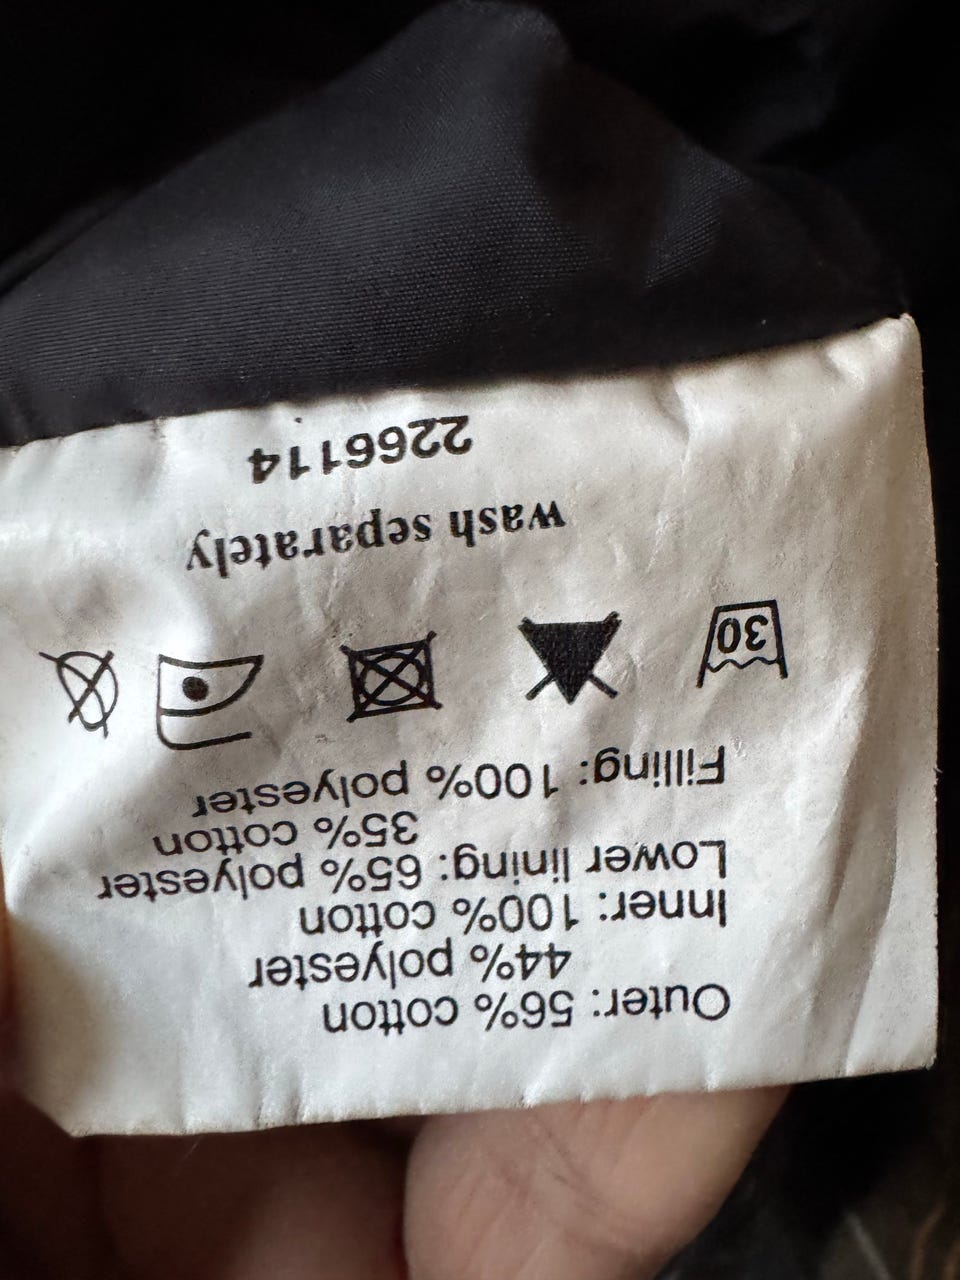 Outer: 56% cotton
44% polyester
Inner: 100% cotton
Lower lining: 65% polyester
35% cotton
Filling: 100% polyester
30
wash separately
2266114